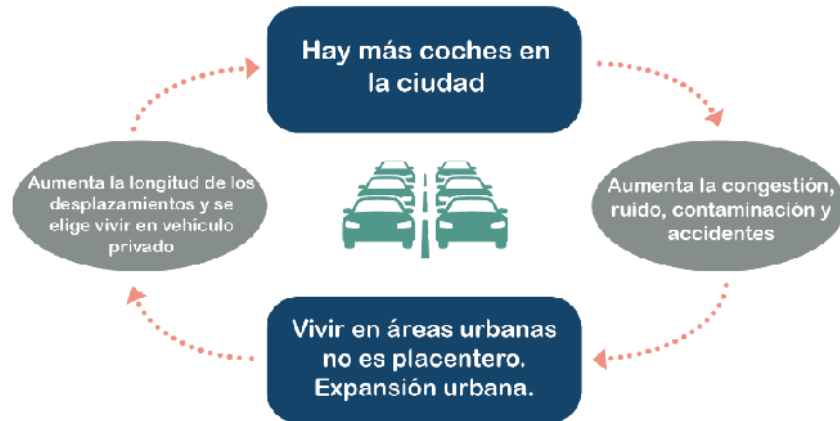 Hay más coches en
la ciudad
Aumenta la congestión,
ruido, contaminación y
accidentes
Vivir en áreas urbanas
no es placentero.
Expansión urbana.
Aumenta la longitud de los
desplazamientos y se
elige vivir en vehículo
privado